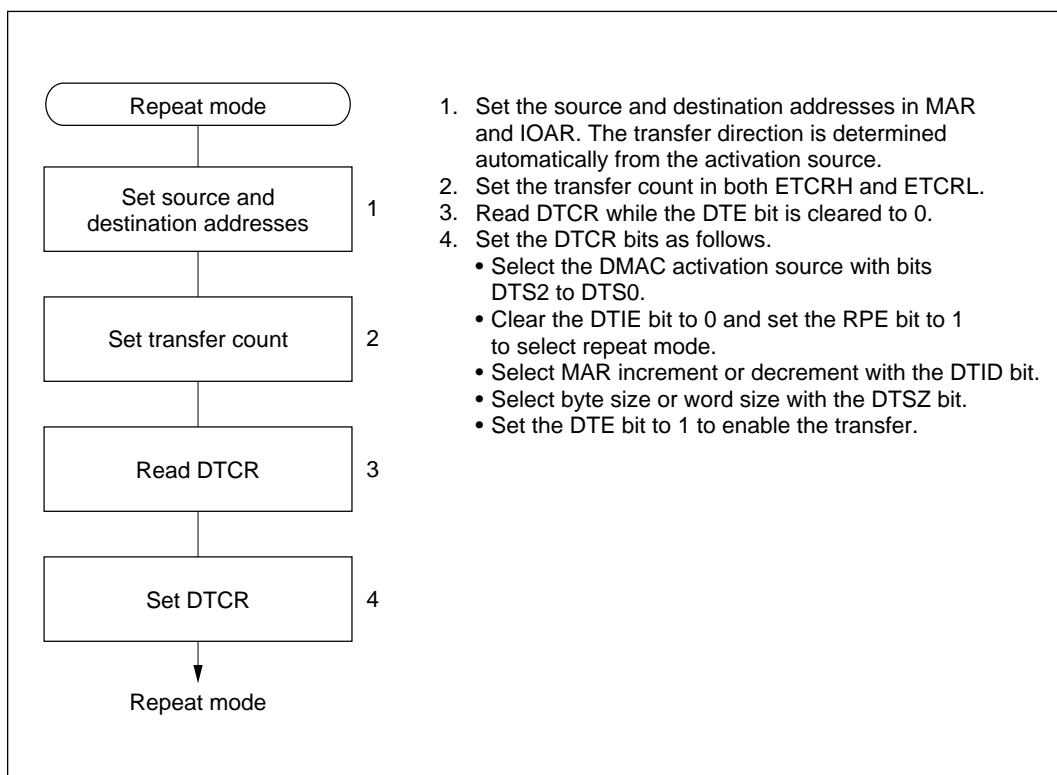 Repeat mode
Set source and
destination addresses
1
Set transfer count
2
Read DTCR
3
Set DTCR
4
Repeat mode
1. Set the source and destination addresses in MAR
and IOAR. The transfer direction is determined
automatically from the activation source.
2. Set the transfer count in both ETCRH and ETCRL.
3. Read DTCR while the DTE bit is cleared to 0.
4. Set the DTCR bits as follows.
• Select the DMAC activation source with bits
DTS2 to DTS0.
• Clear the DTIE bit to 0 and set the RPE bit to 1
to select repeat mode.
• Select MAR increment or decrement with the DTID bit.
• Select byte size or word size with the DTSZ bit.
• Set the DTE bit to 1 to enable the transfer.